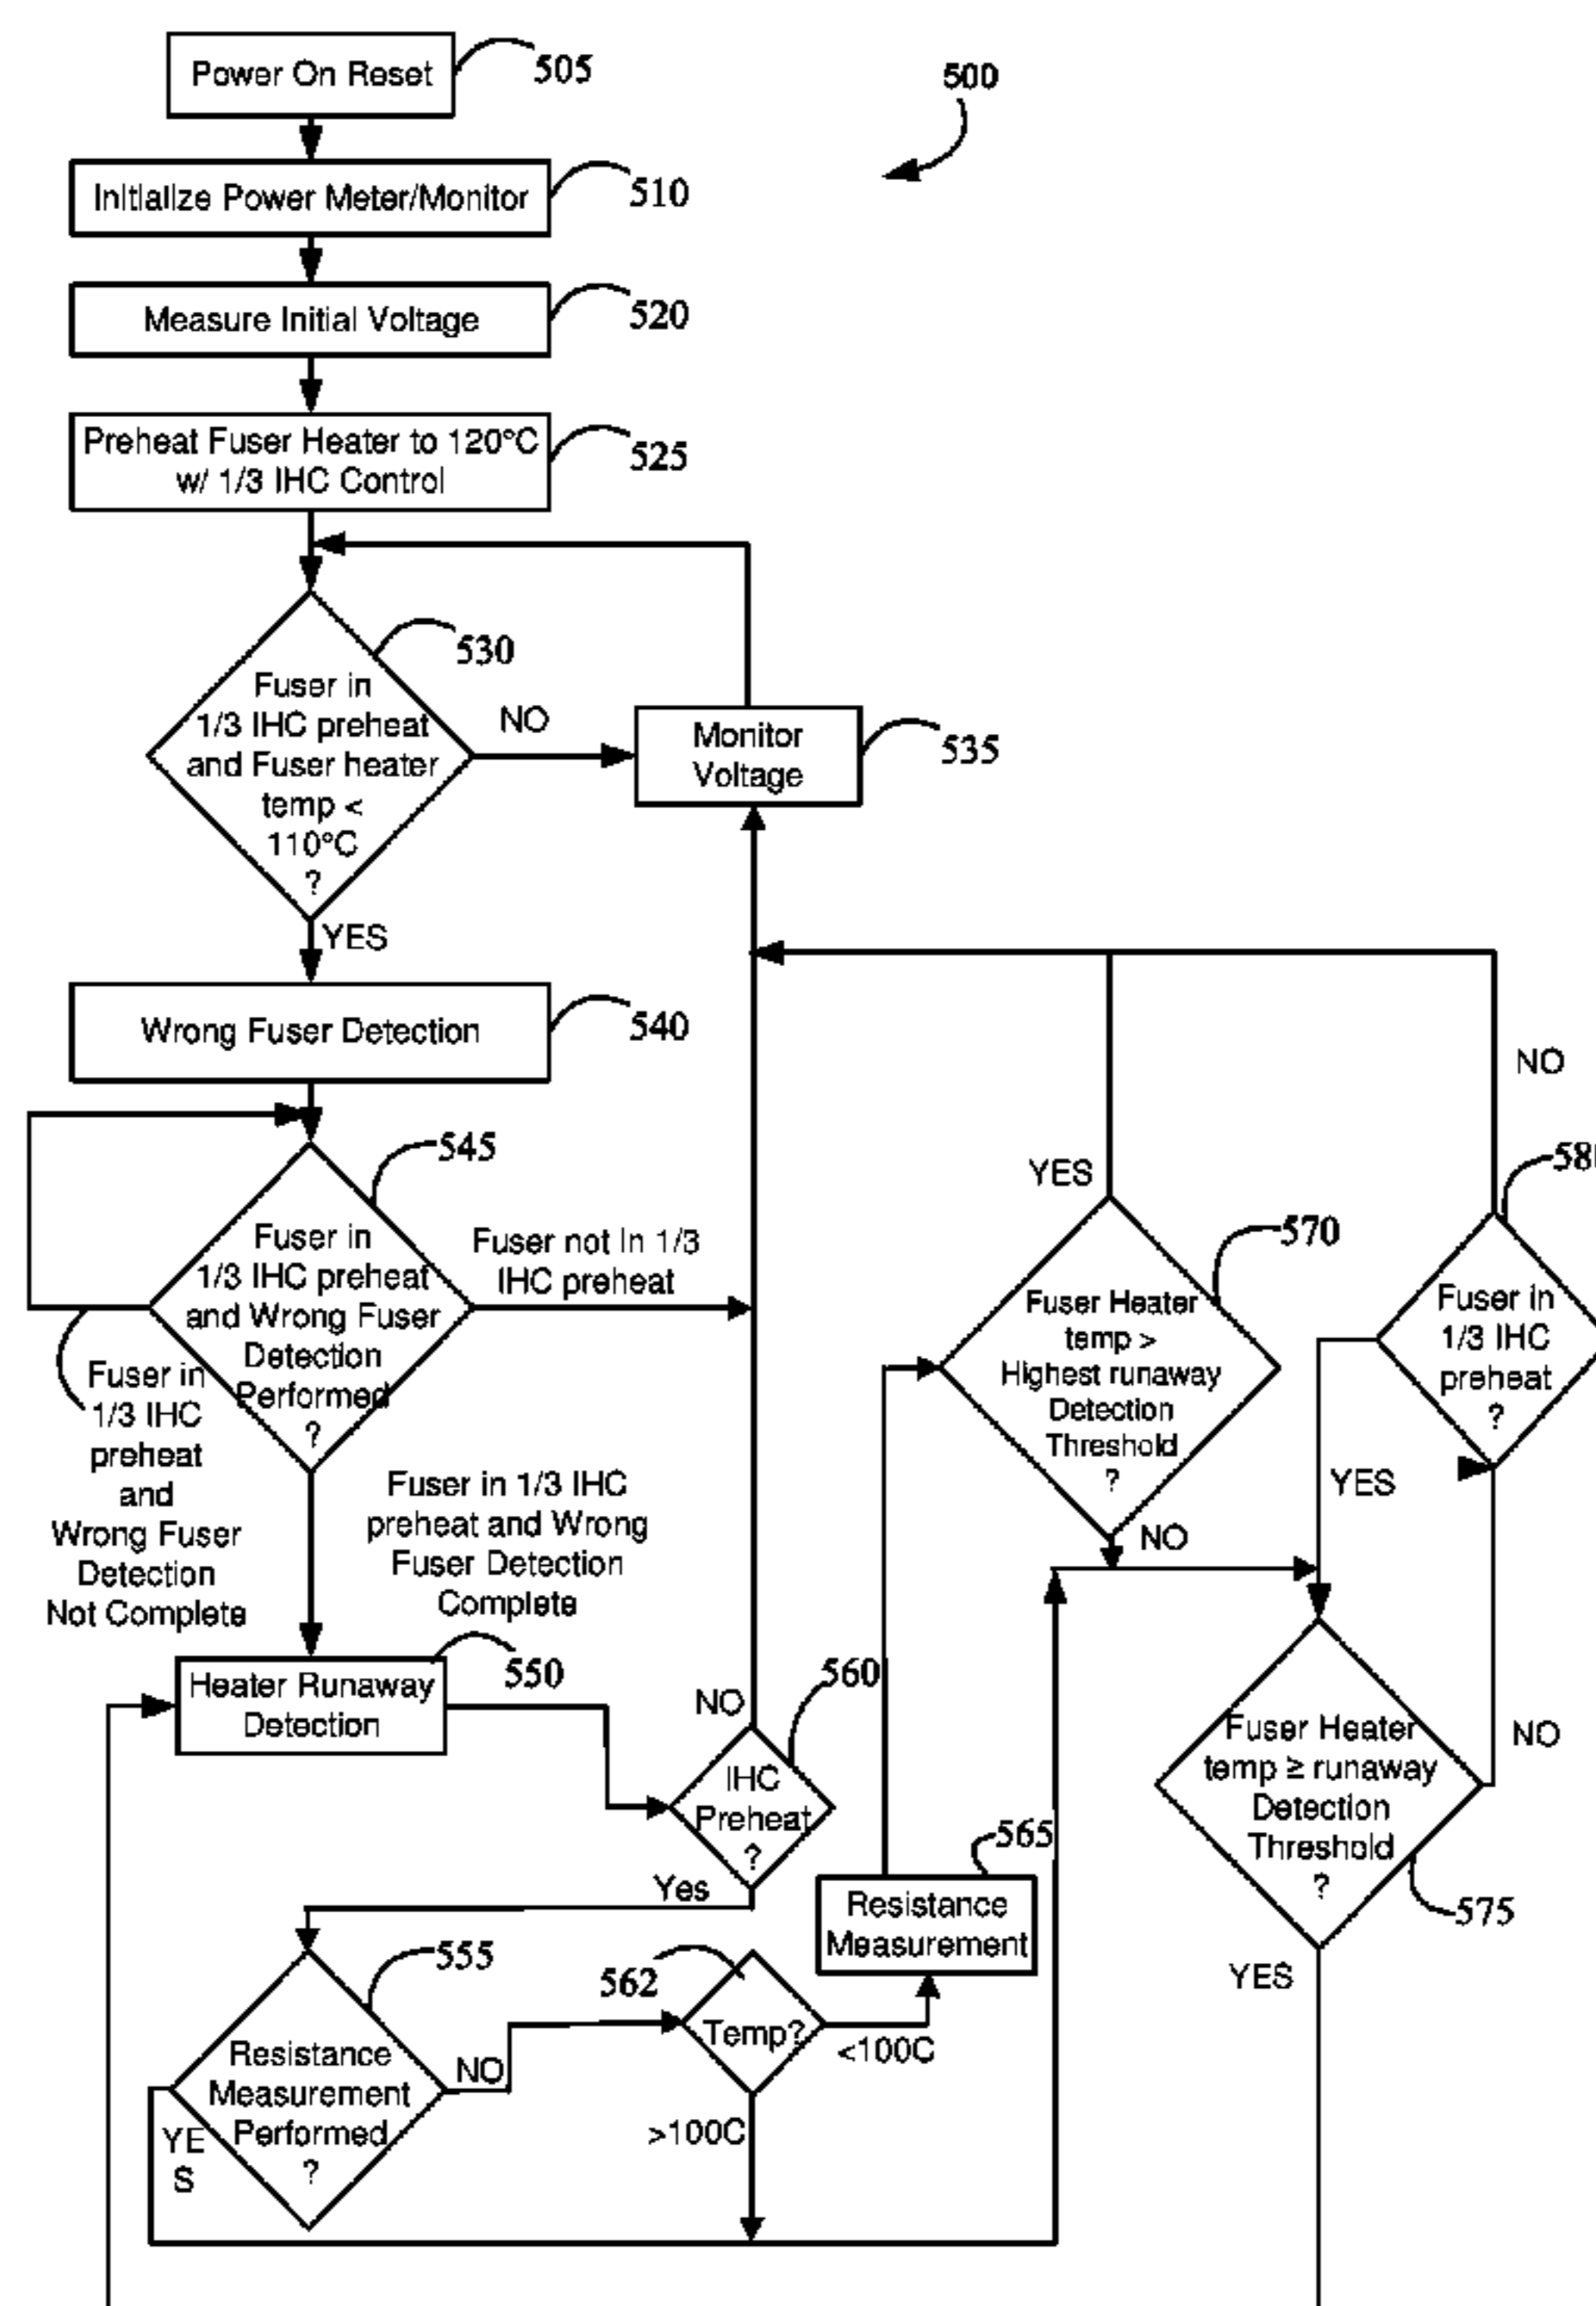 Power On Reset
505
500
Initialize Power Meter/Monitor
510
Measure Initial Voltage
520
Preheat Fuser Heater to 120°C
w/ 1/3 IHC Control
525
530
Fuser in
1/3 IHC preheat
and Fuser heater
temp <
110°C
?
NO
Monitor
Voltage
535
YES
Wrong Fuser Detection
540
545
Fuser in
1/3 IHC preheat
and Wrong Fuser
Detection
Performed
?
Fuser not in 1/3
IHC preheat
Fuser in
1/3 IHC
preheat
and
Wrong Fuser
Detection
Not Complete
Fuser in 1/3 IHC
preheat and Wrong
Fuser Detection
Complete
Heater Runaway
Detection
550
NO
560
IHC
Preheat
?
Yes
555
Resistance
Measurement
Performed
?
YE
S
NO
562
Temp?
<100C
>100C
Resistance
Measurement
565
YES
570
Fuser Heater
temp >
Highest runaway
Detection
Threshold
?
NO
NO
Fuser in
1/3 IHC
preheat
?
YES
Fuser Heater
temp ≥ runaway
Detection
Threshold
?
NO
575
YES